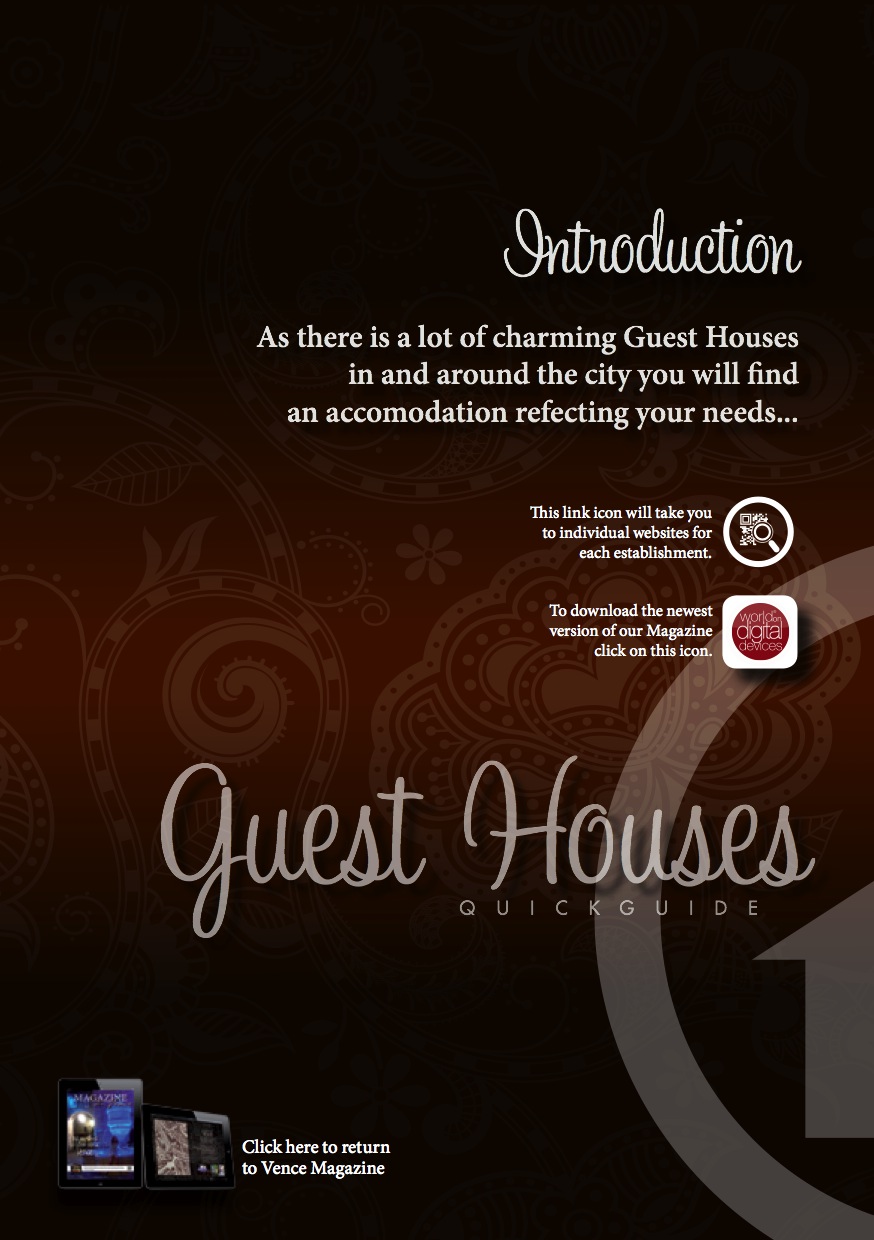 Introduction
As there is a lot of charming Guest Houses
in and around the city you will find
an accomodation refecting your needs...
This link icon will take you
to individual websites for
each establishment.
To download the newest
version of our Magazine
click on this icon.
world on
digital
devices
Guest Houses
QUICKGUIDE
MAGAZINE
Click here to return
to Vence Magazine